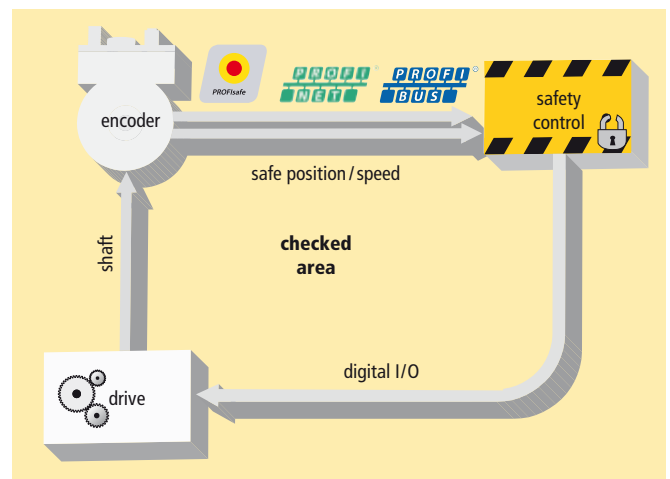 PROFIsafe
PROFI
NET
PROFI
BUS
encoder
safety
control
safe position/speed
checked
area
shaft
digital I/O
drive